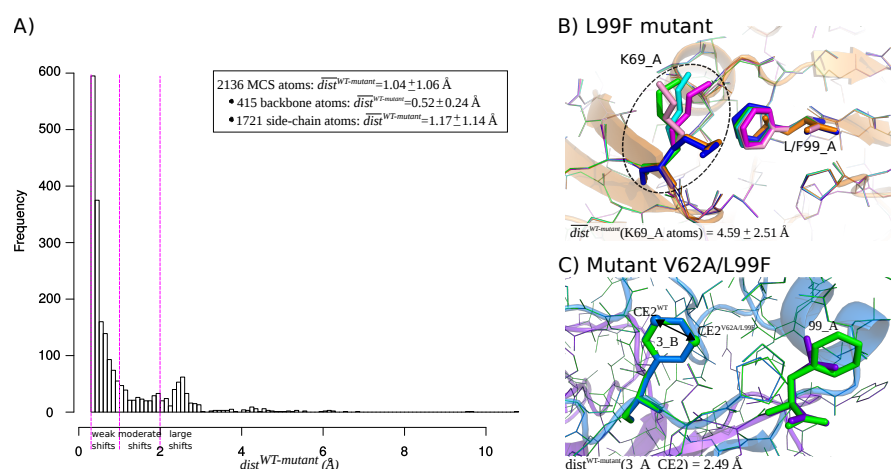 A)
2136 MCS atoms: dist^WT-mutant=1.04±1.06 Å
• 415 backbone atoms: dist^WT-mutant=0.52±0.24 Å
• 1721 side-chain atoms: dist^WT-mutant=1.17±1.14 Å
Frequency
600
500
400
300
200
100
0
0
2
4
6
8
10
weak shifts
moderate shifts
large shifts
dist^WT-mutant (Å)
B) L99F mutant
K69_A
L/F99_A
dist^WT-mutant(K69_A atoms) = 4.59 ± 2.51 Å
C) Mutant V62A/L99F
CE2^WT
CE2^V62A/L99F
3_B
99_A
dist^WT-mutant(3_A_CE2) = 2.49 Å